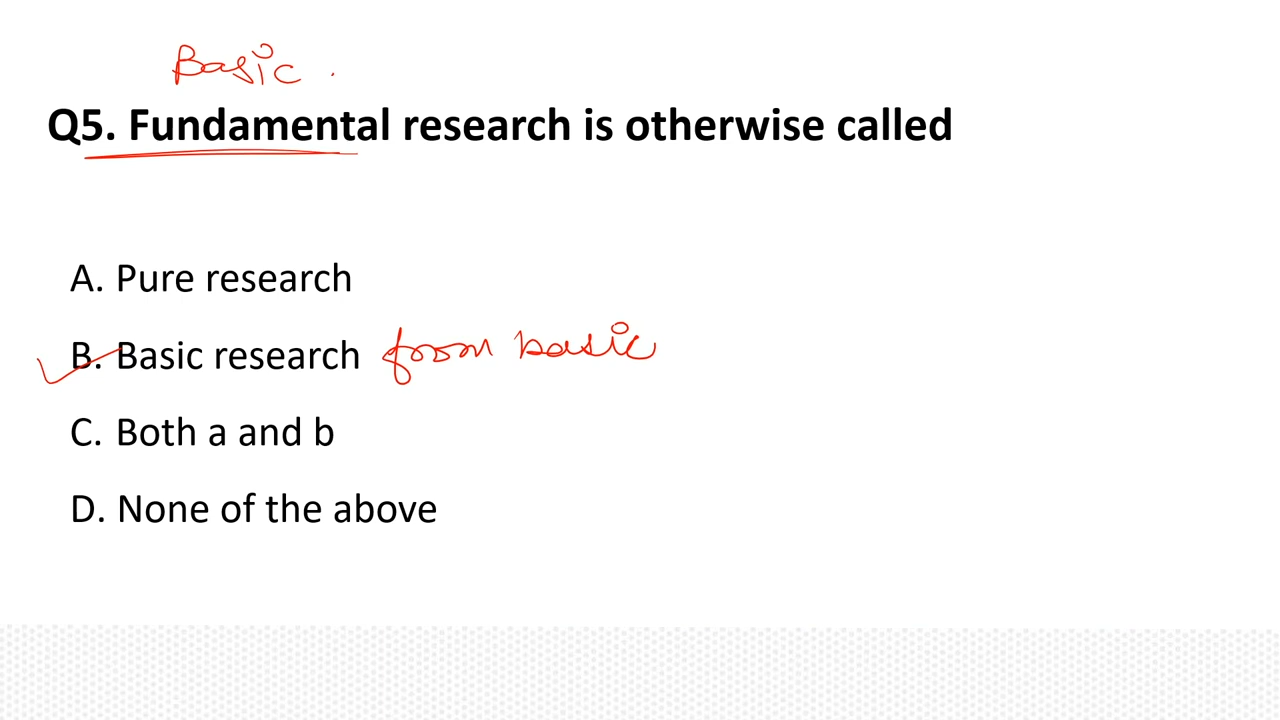 Basic.
Q5. Fundamental research is otherwise called
A. Pure research
B. Basic research from basic
C. Both a and b
D. None of the above